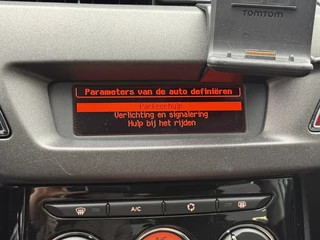 TOMTOM
Parameters van de auto definiëren
Parkeerhulp
Verlichting en signalering
Hulp bij het rijden
A/C